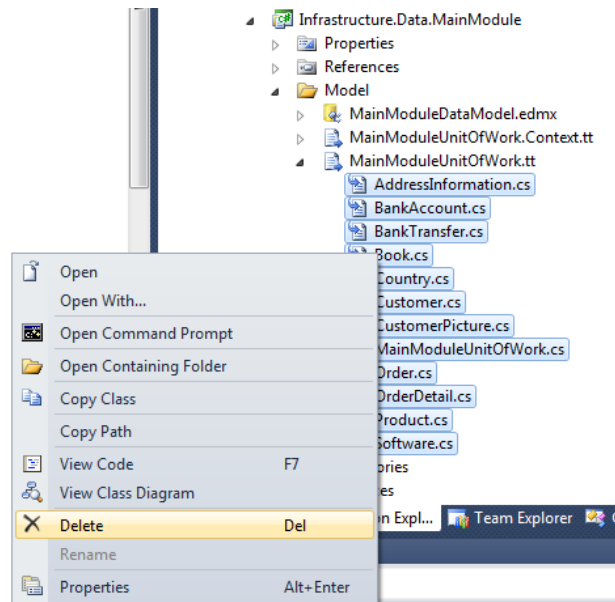 Infrastructure.Data.MainModule
Properties
References
Model
MainModuleDataModel.edmx
MainModuleUnitOfWork.Context.tt
MainModuleUnitOfWork.tt
AddressInformation.cs
BankAccount.cs
BankTransfer.cs
Book.cs
Country.cs
Customer.cs
CustomerPicture.cs
MainModuleUnitOfWork.cs
Order.cs
OrderDetail.cs
Product.cs
Software.cs
Expl... Team Explorer
Open
Open With...
Open Command Prompt
Open Containing Folder
Copy Class
Copy Path
View Code F7
View Class Diagram
Delete Del
Rename
Properties Alt+Enter